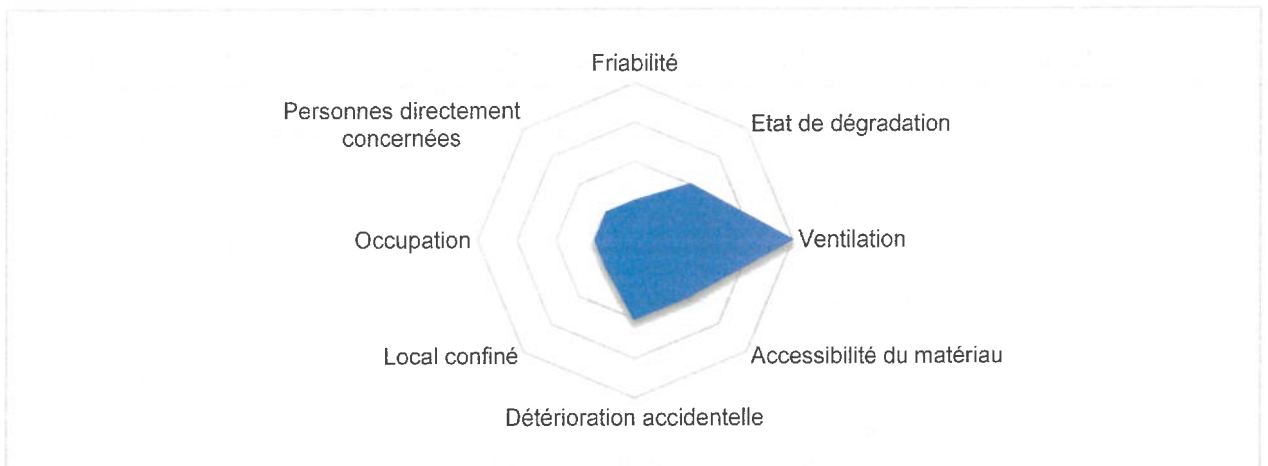 Friabilité
Personnes directement
concernées
Etat de dégradation
Occupation
Ventilation
Local confiné
Accessibilité du matériau
Détérioration accidentelle